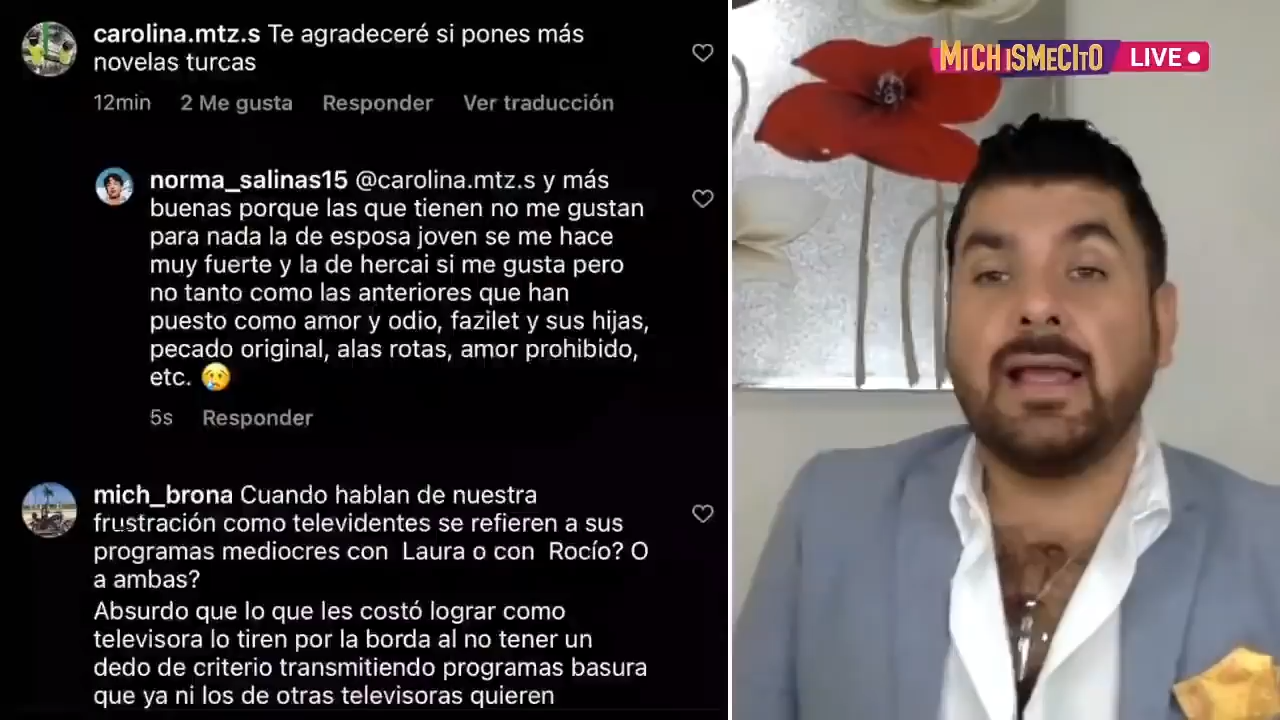 carolina.mtz.s Te agradeceré si pones más
novelas turcas
12min 2 Me gusta Responder Ver traducción
norma_salinas15 @carolina.mtz.s y más
buenas porque las que tienen no me gustan
para nada la de esposa joven se me hace
muy fuerte y la de hercai si me gusta pero
no tanto como las anteriores que han
puesto como amor y odio, fazilet y sus hijas,
pecado original, alas rotas, amor prohibido,
etc. 😢
5s Responder
mich_brona Cuando hablan de nuestra
frustración como televidentes se refieren a sus
programas mediocres con Laura o con Rocío? O
a ambas?
Absurdo que lo que les costó lograr como
televisora lo tiren por la borda al no tener un
dedo de criterio transmitiendo programas basura
que ya ni los de otras televisoras quieren
MICHISMECITO LIVE